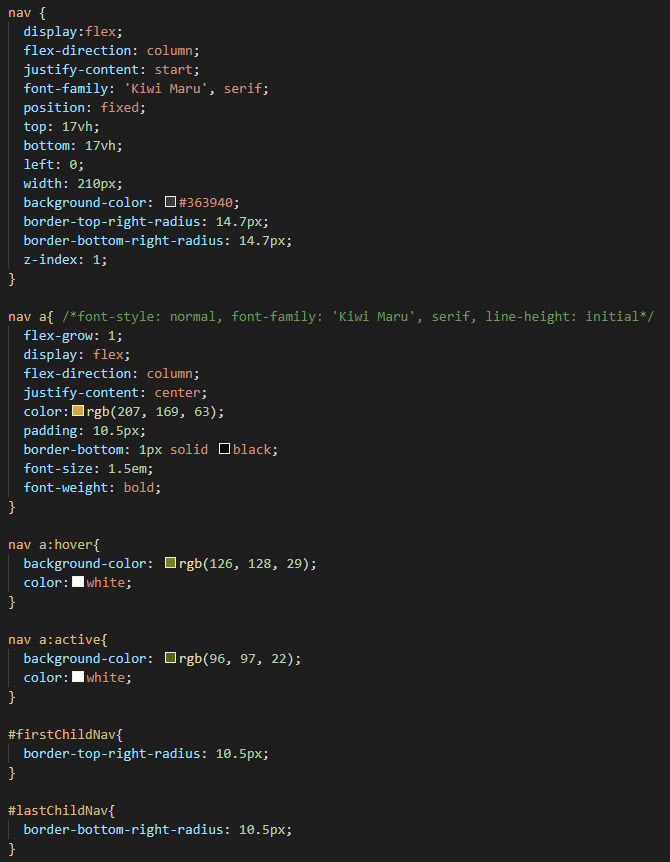 nav {
  display:flex;
  flex-direction: column;
  justify-content: start;
  font-family: 'Kiwi Maru', serif;
  position: fixed;
  top: 17vh;
  bottom: 17vh;
  left: 0;
  width: 210px;
  background-color: #363940;
  border-top-right-radius: 14.7px;
  border-bottom-right-radius: 14.7px;
  z-index: 1;
}

nav a{ /*font-style: normal, font-family: 'Kiwi Maru', serif, line-height: initial*/
  flex-grow: 1;
  display: flex;
  flex-direction: column;
  justify-content: center;
  color:rgb(207, 169, 63);
  padding: 10.5px;
  border-bottom: 1px solid black;
  font-size: 1.5em;
  font-weight: bold;
}

nav a:hover{
  background-color: rgb(126, 128, 29);
  color:white;
}

nav a:active{
  background-color: rgb(96, 97, 22);
  color:white;
}

#firstChildNav{
  border-top-right-radius: 10.5px;
}

#lastChildNav{
  border-bottom-right-radius: 10.5px;
}